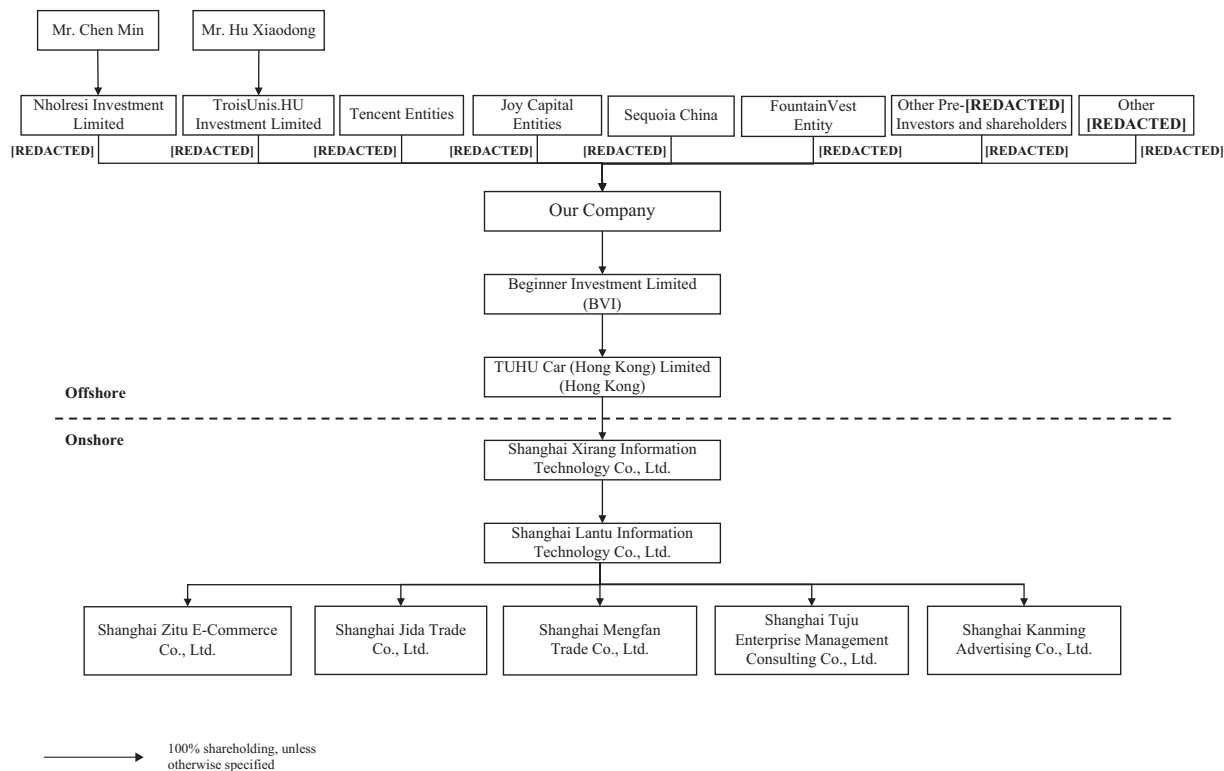 Mr. Chen Min
Mr. Hu Xiaodong
Nholresi Investment
Limited
TroisUnis.HU
Investment Limited
Tencent Entities
Joy Capital
Entities
Sequoia China
FountainVest
Entity
Other Pre-[REDACTED]
Investors and shareholders
Other
[REDACTED]
[REDACTED]
[REDACTED]
[REDACTED]
[REDACTED]
[REDACTED]
[REDACTED]
[REDACTED]
[REDACTED]
Our Company
Beginner Investment Limited
(BVI)
TUHU Car (Hong Kong) Limited
(Hong Kong)
Offshore
Onshore
Shanghai Xirang Information
Technology Co., Ltd.
Shanghai Lantu Information
Technology Co., Ltd.
Shanghai Zitu E-Commerce
Co., Ltd.
Shanghai Jida Trade
Co., Ltd.
Shanghai Mengfan
Trade Co., Ltd.
Shanghai Tuju
Enterprise Management
Consulting Co., Ltd.
Shanghai Kanming
Advertising Co., Ltd.
100% shareholding, unless
otherwise specified